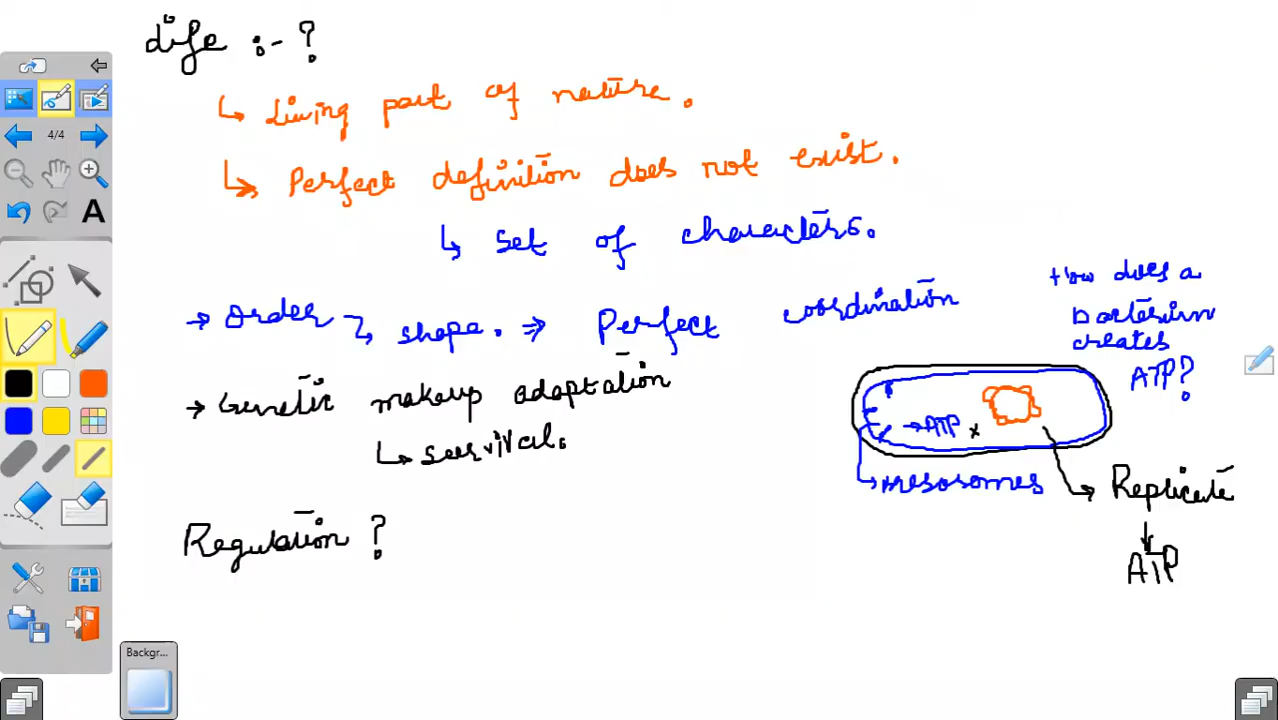 Life :- ?
↳ Living part of nature.
↳ Perfect definition does not exist.
↳ Set of characters.
→ Order ↴ shape. ⇒ Perfect coordination
→ Genetic makeup adaptation
↳ survival.
Regulation ?
How does a
Bacterium
creates
ATP?
→ATP x
mesosomes
Replicate
↓
ATP
4/4
A
Backgr...